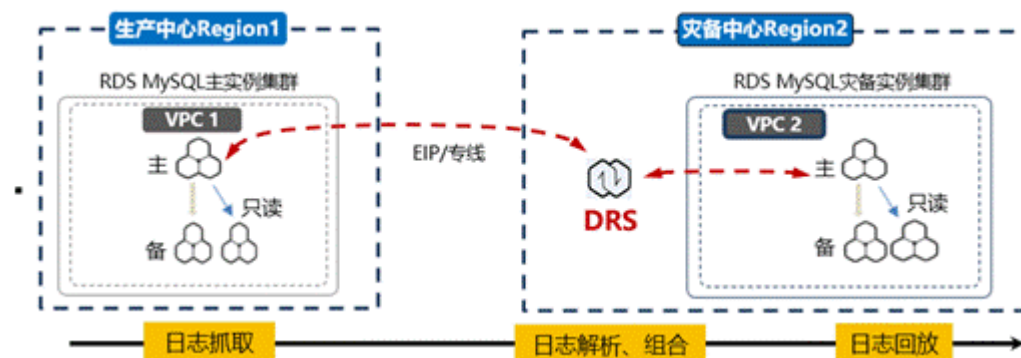 生产中心Region1
灾备中心Region2
RDS MySQL主实例集群
RDS MySQL灾备实例集群
VPC 1
VPC 2
主
EIP/专线
主
只读
DRS
只读
备
备
日志抓取
日志解析、组合
日志回放